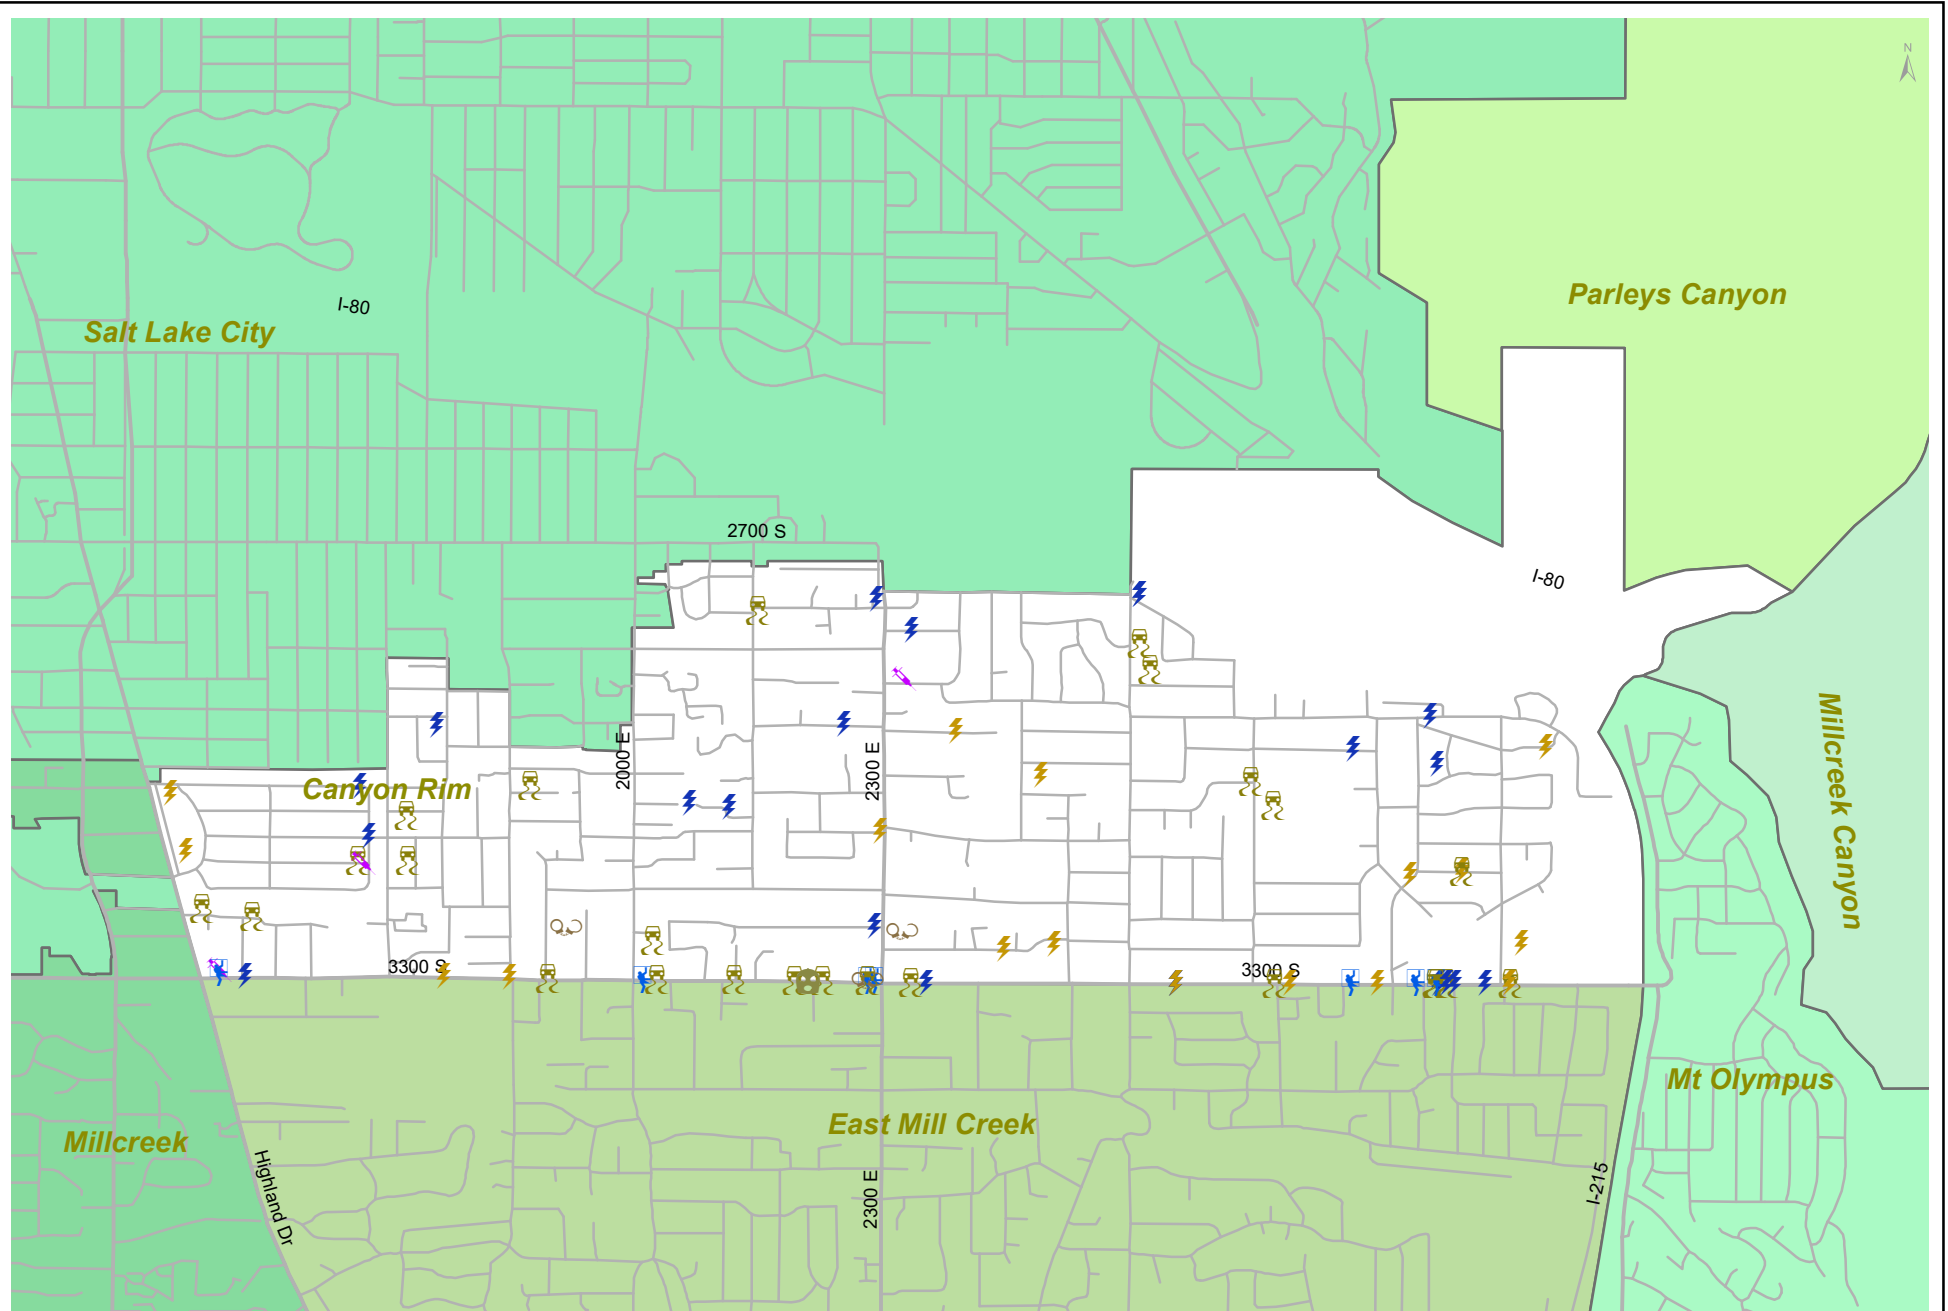 N
Parleys Canyon
I-80
Salt Lake City
2700 S
I-80
Millcreek Canyon
2000 E
2300 E
Canyon Rim
3300 S
3300 S
Mt Olympus
East Mill Creek
Millcreek
Highland Dr
2300 E
I-215